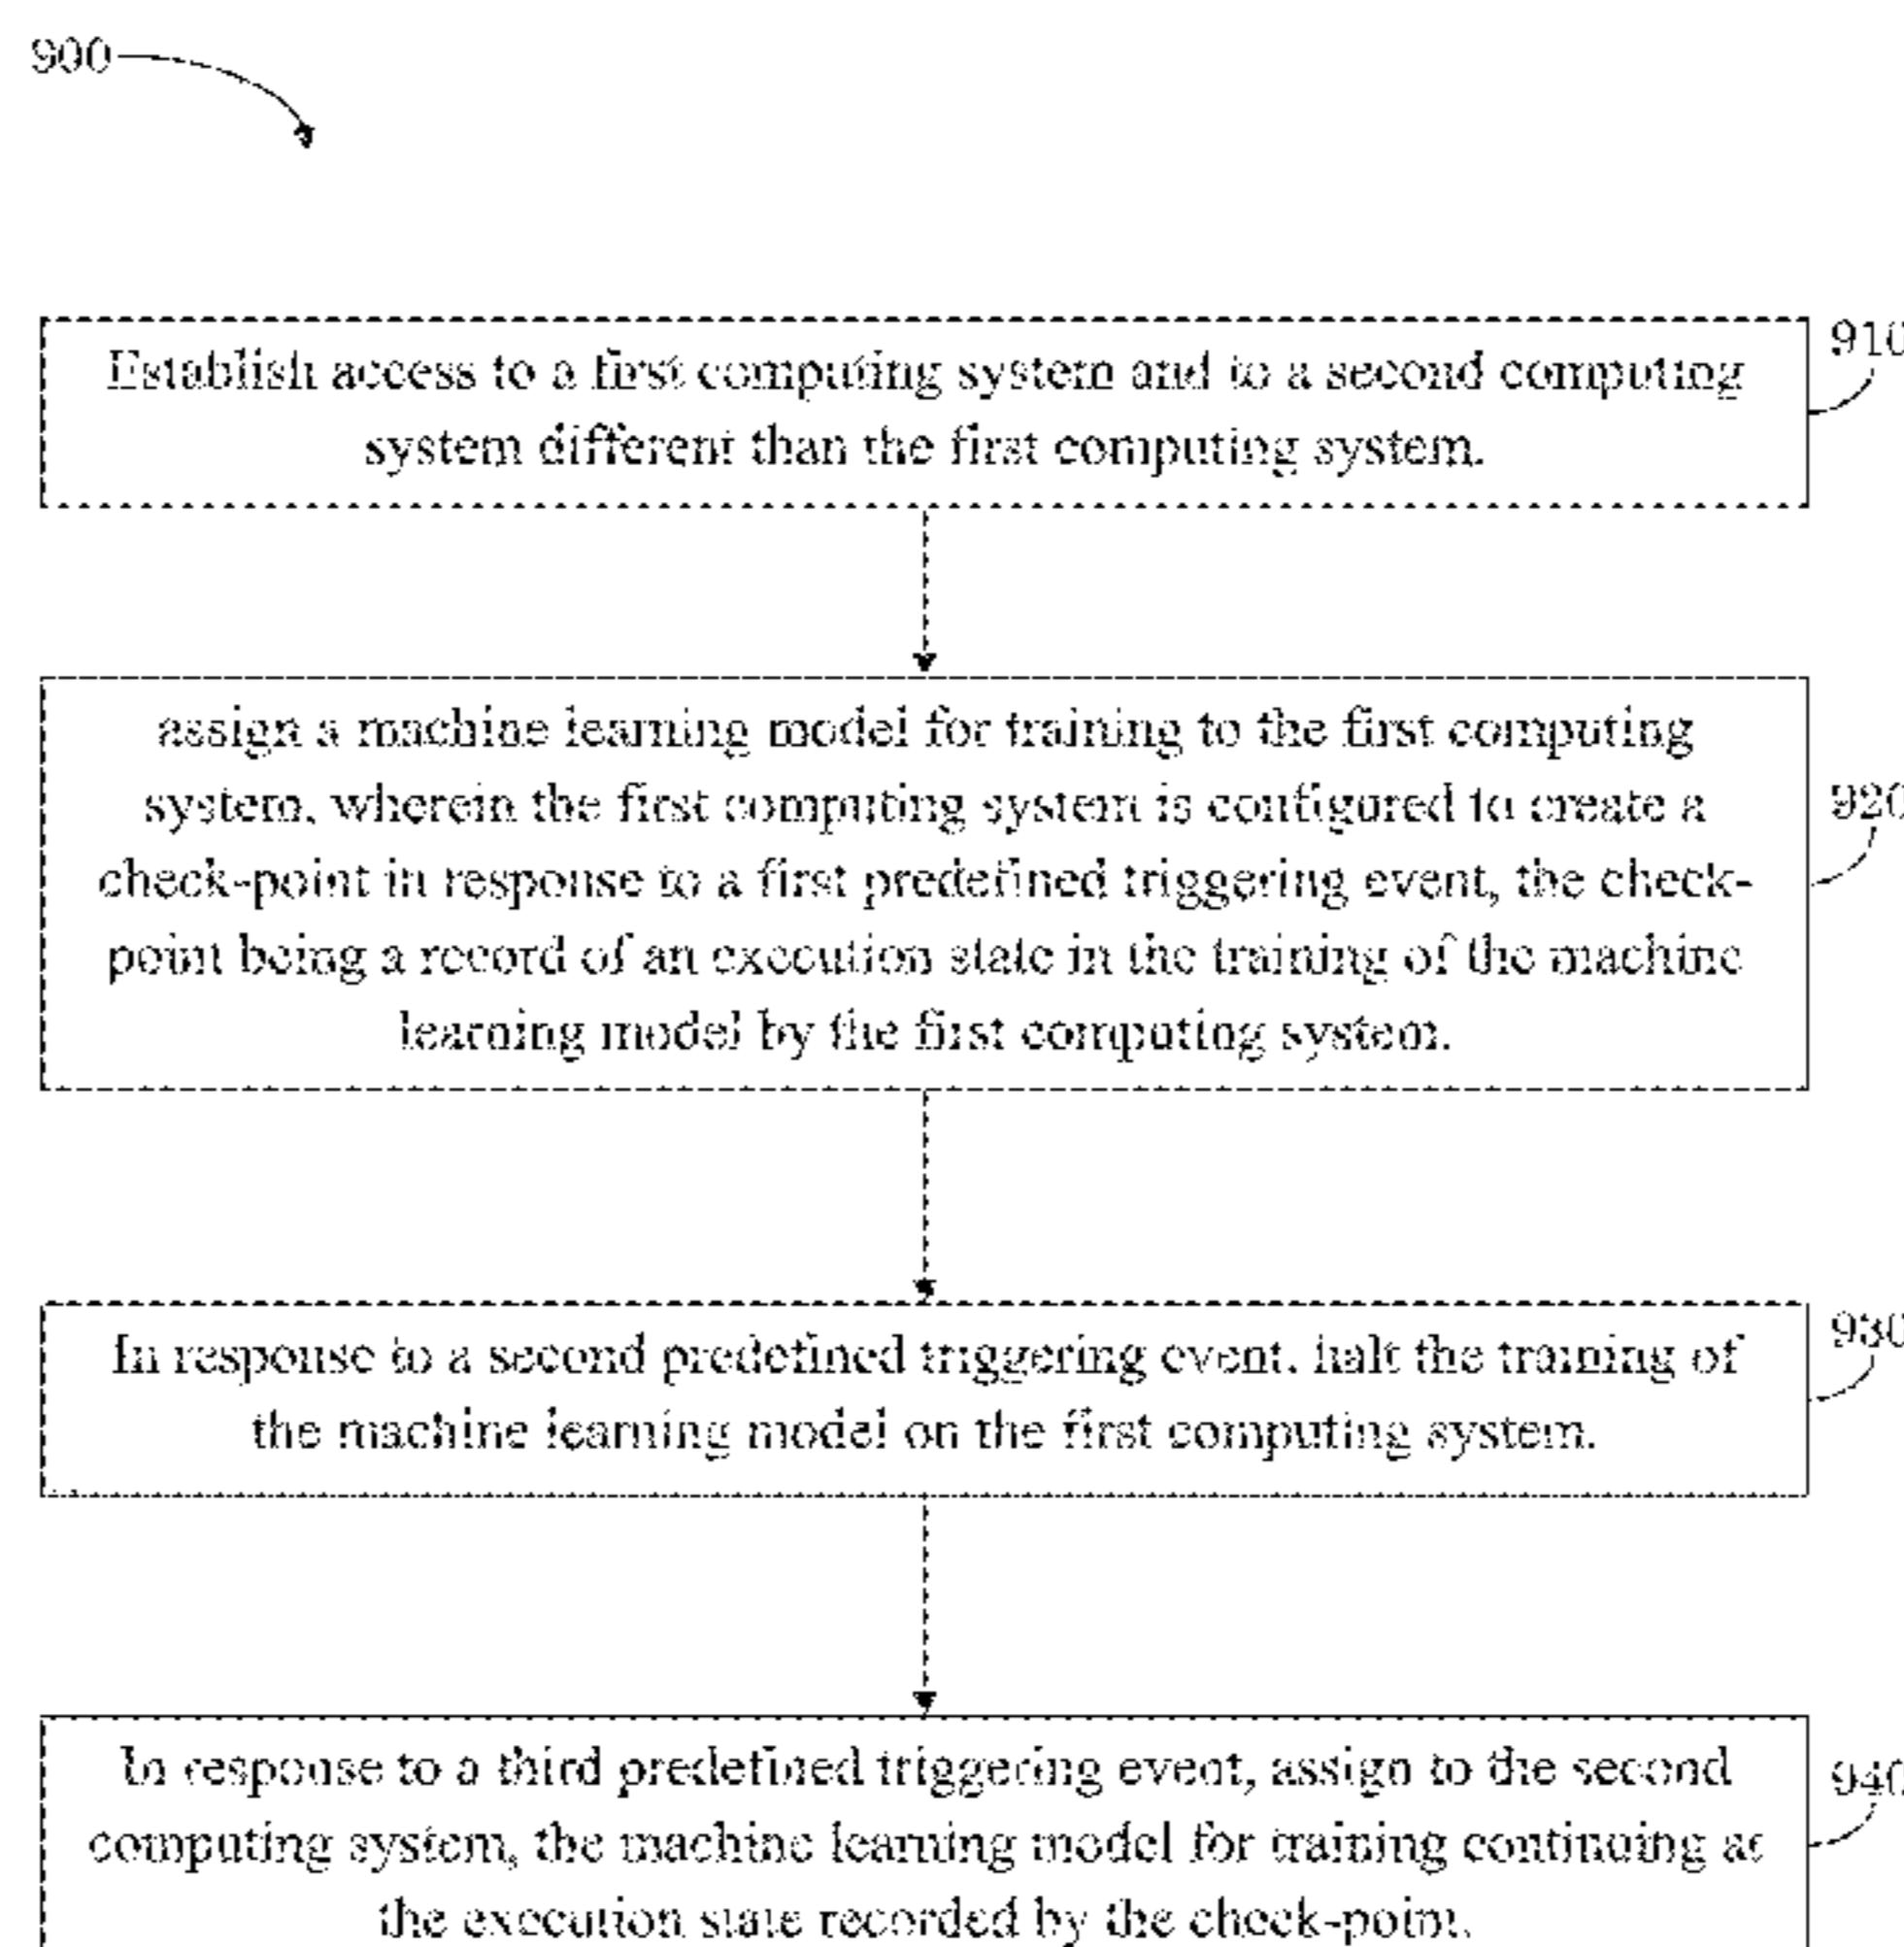 900
910
Establish access to a first computing system and to a second computing
system different than the first computing system.
assign a machine learning model for training to the first computing
920
system, wherein the first computing system is configured to create a
check-point in response to a first predefined triggering event, the check-
point being a record of an execution state in the training of the machine
learning model by the first computing system.
930
In response to a second predefined triggering event, halt the training of
the machine learning model on the first computing system.
940
In response to a third predefined triggering event, assign to the second
computing system, the machine learning model for training continuing at
the execution state recorded by the check-point.